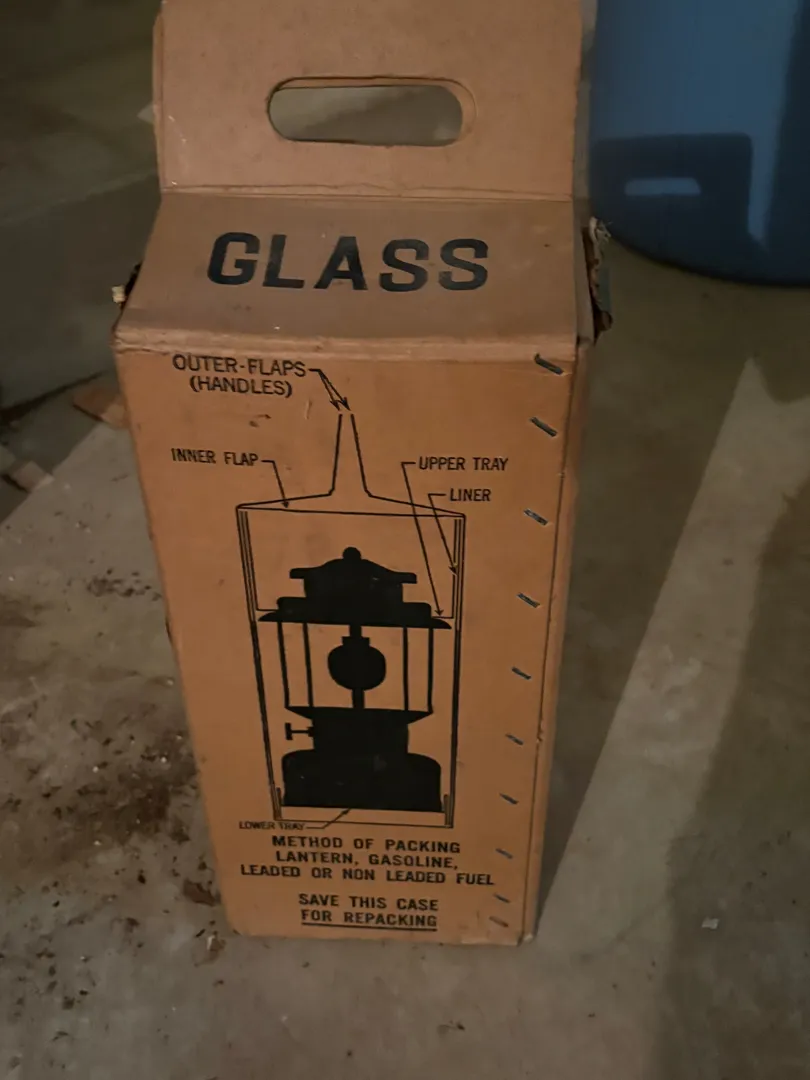 GLASS
OUTER-FLAPS
(HANDLES)
INNER FLAP
UPPER TRAY
LINER
LOWER TRAY
METHOD OF PACKING
LANTERN, GASOLINE,
LEADED OR NON LEADED FUEL
SAVE THIS CASE
FOR REPACKING